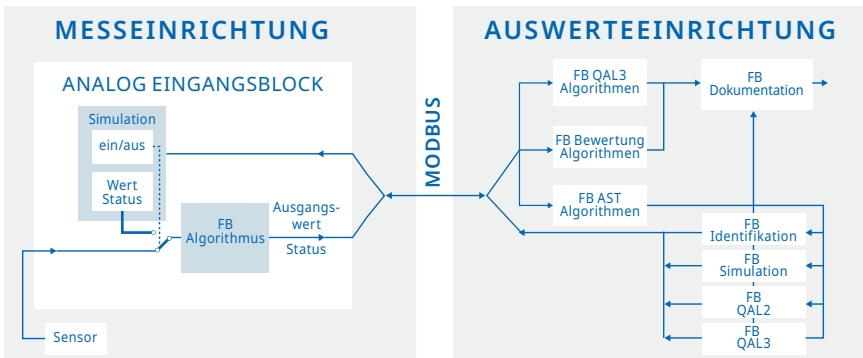 MESSEINRICHTUNG
ANALOG EINGANGSBLOCK
Simulation
ein/aus
Wert
Status
FB
Algorithmus
Ausgangs-
wert
Status
Sensor
MODBUS
AUSWERTEEINRICHTUNG
FB QAL3
Algorithmen
FB Bewertung
Algorithmen
FB AST
Algorithmen
FB
Dokumentation
FB
Identifikation
FB
Simulation
FB
QAL2
FB
QAL3